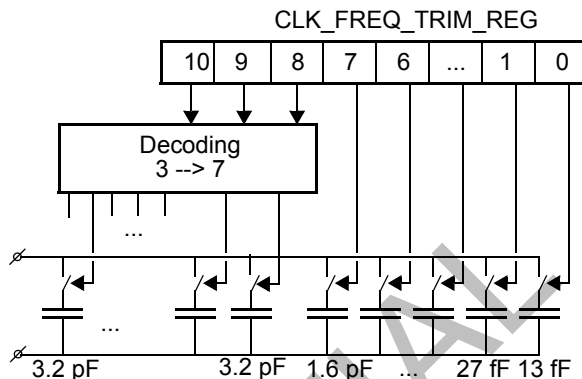 CLK_FREQ_TRIM_REG
10 9 8 7 6 ... 1 0
Decoding
3 --> 7
...
...
3.2 pF 3.2 pF 1.6 pF ... 27 fF 13 fF